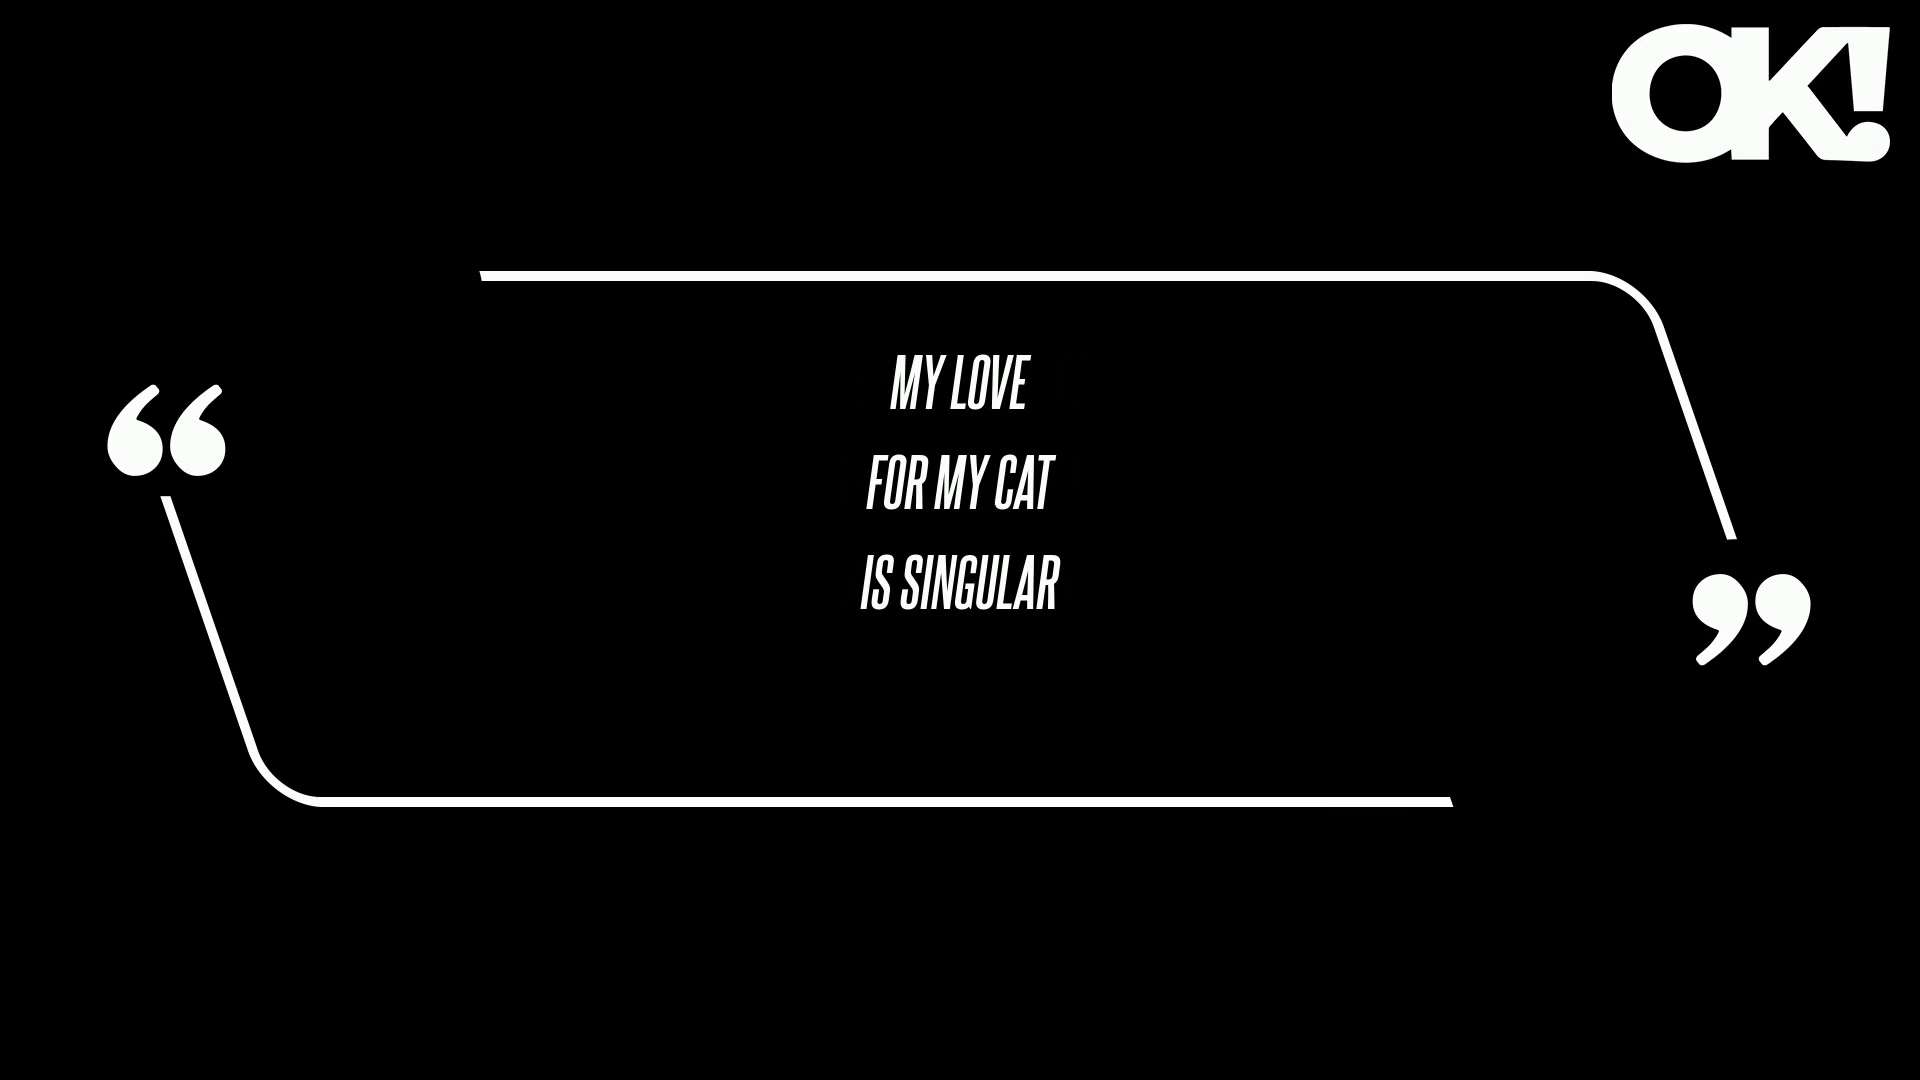 OK!
“
MY LOVE
FOR MY CAT
IS SINGULAR
”